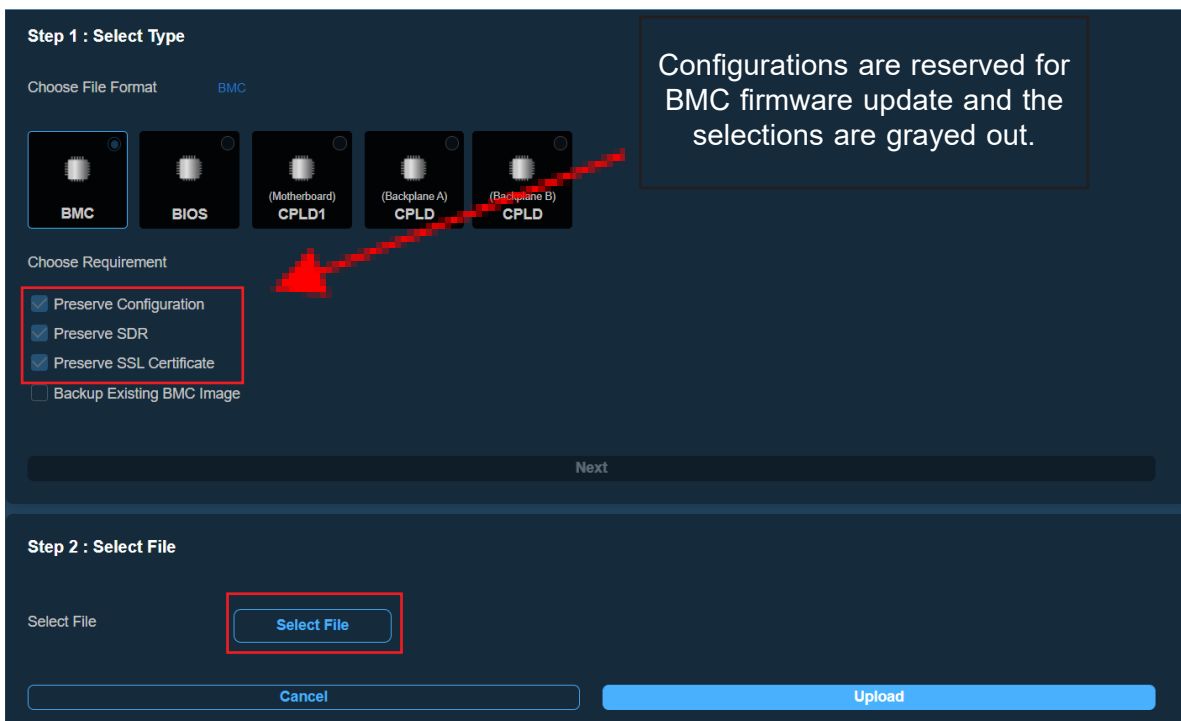 Step 1 : Select Type
Configurations are reserved for
BMC firmware update and the
selections are grayed out.
Choose File Format BMC
BMC
BIOS
(Motherboard)
CPLD1
(Backplane A)
CPLD
(Backplane B)
CPLD
Choose Requirement
Preserve Configuration
Preserve SDR
Preserve SSL Certificate
Backup Existing BMC Image
Next
Step 2 : Select File
Select File
Select File
Cancel
Upload